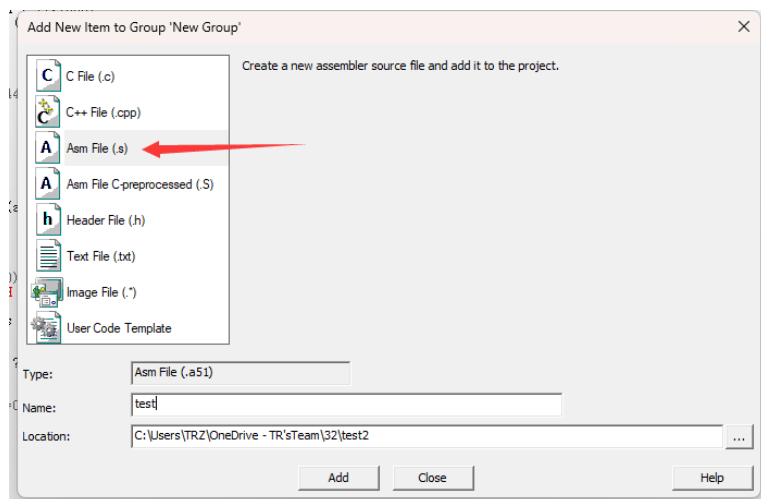 Add New Item to Group 'New Group'
C File (.c)
Create a new assembler source file and add it to the project.
C++ File (.cpp)
Asm File (.s)
Asm File C-preprocessed (.S)
Header File (.h)
Text File (.txt)
Image File (.*)
User Code Template
Type:
Asm File (.a51)
Name:
test
Location:
C:\Users\TRZ\OneDrive - TR'sTeam\32\test2
...
Add
Close
Help